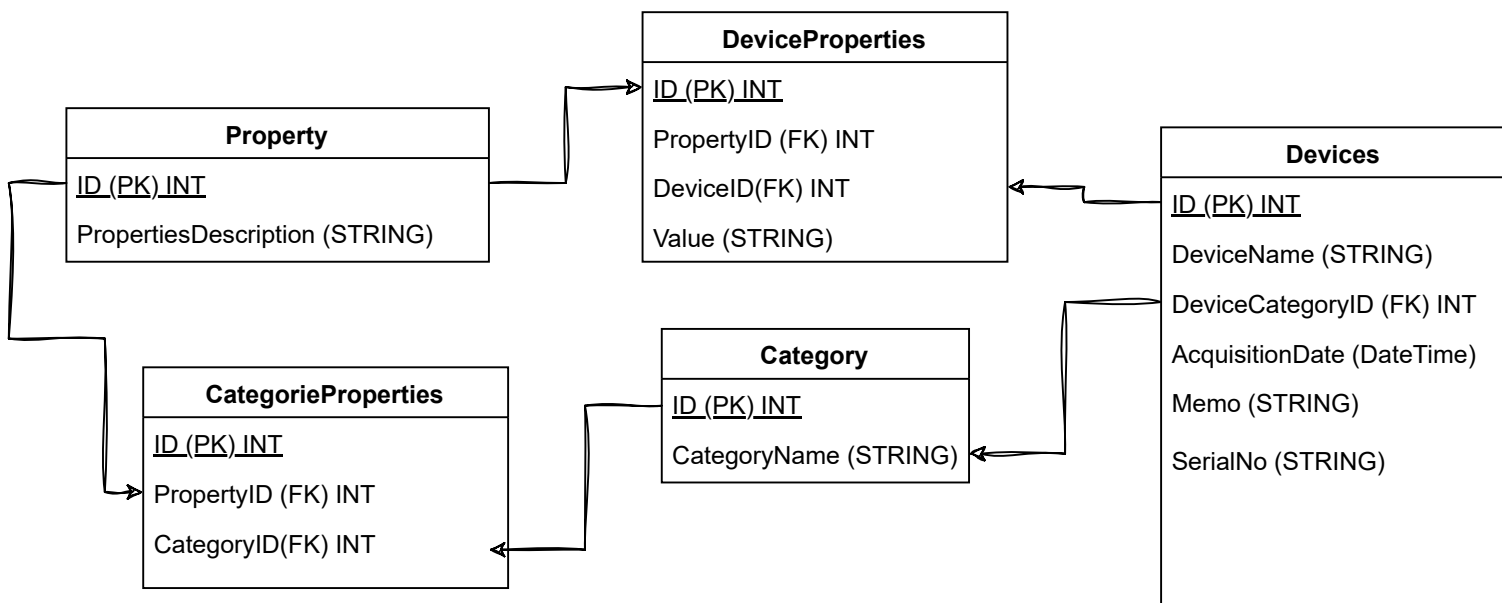 DeviceProperties
ID (PK) INT
PropertyID (FK) INT
DeviceID(FK) INT
Value (STRING)
Property
ID (PK) INT
PropertiesDescription (STRING)
Devices
ID (PK) INT
DeviceName (STRING)
DeviceCategoryID (FK) INT
AcquisitionDate (DateTime)
Memo (STRING)
SerialNo (STRING)
Category
ID (PK) INT
CategoryName (STRING)
CategorieProperties
ID (PK) INT
PropertyID (FK) INT
CategoryID(FK) INT